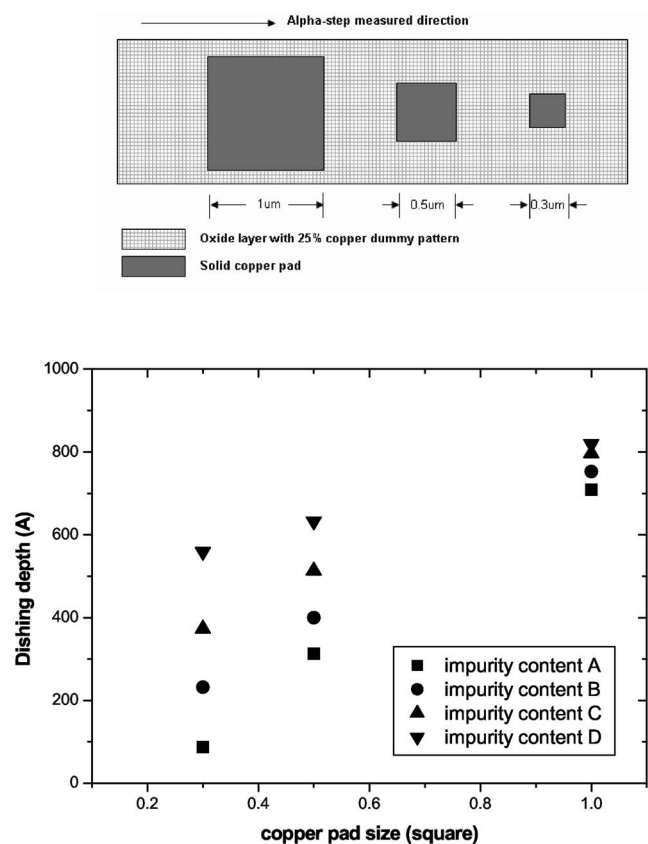 Alpha-step measured direction
1um
0.5um
0.3um
Oxide layer with 25% copper dummy pattern
Solid copper pad
1000
800
600
400
200
0
Dishing depth (A)
impurity content A
impurity content B
impurity content C
impurity content D
0.2
0.4
0.6
0.8
1.0
copper pad size (square)